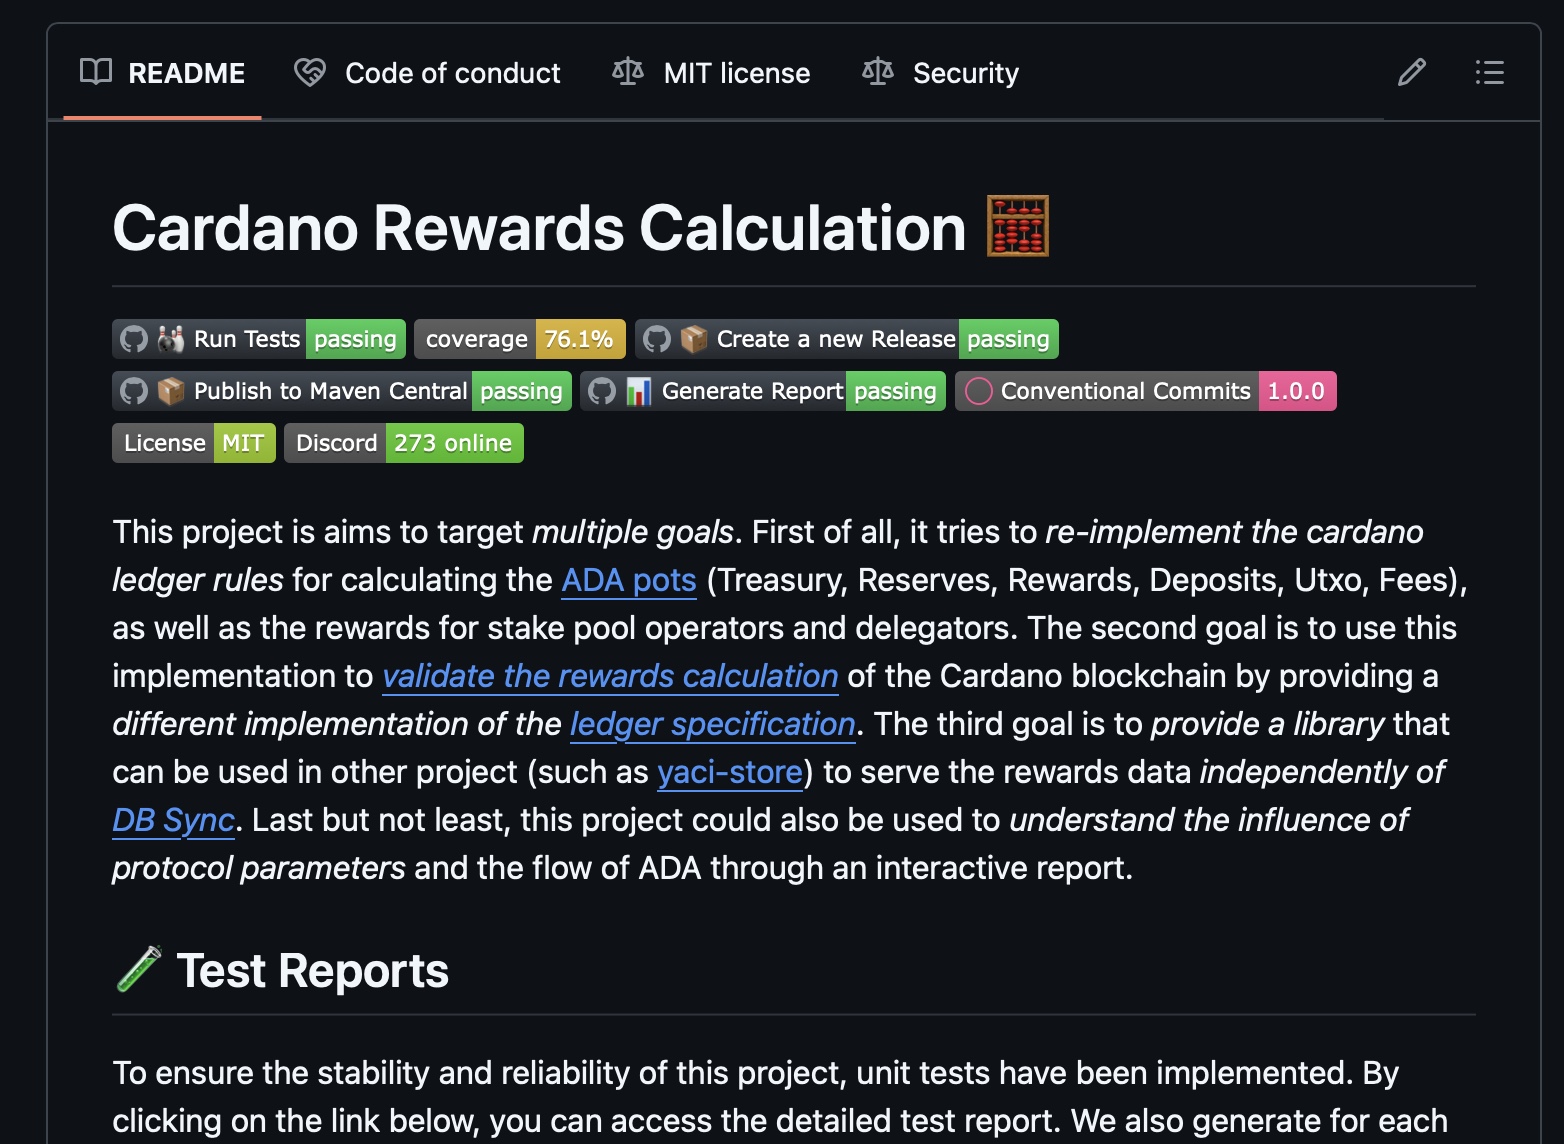 README Code of conduct MIT license Security
Cardano Rewards Calculation
Run Tests passing coverage 76.1% Create a new Release passing
Publish to Maven Central passing Generate Report passing Conventional Commits 1.0.0
License MIT Discord 273 online
This project is aims to target multiple goals. First of all, it tries to re-implement the cardano
ledger rules for calculating the ADA pots (Treasury, Reserves, Rewards, Deposits, Utxo, Fees),
as well as the rewards for stake pool operators and delegators. The second goal is to use this
implementation to validate the rewards calculation of the Cardano blockchain by providing a
different implementation of the ledger specification. The third goal is to provide a library that
can be used in other project (such as yaci-store) to serve the rewards data independently of
DB Sync. Last but not least, this project could also be used to understand the influence of
protocol parameters and the flow of ADA through an interactive report.
Test Reports
To ensure the stability and reliability of this project, unit tests have been implemented. By
clicking on the link below, you can access the detailed test report. We also generate for each